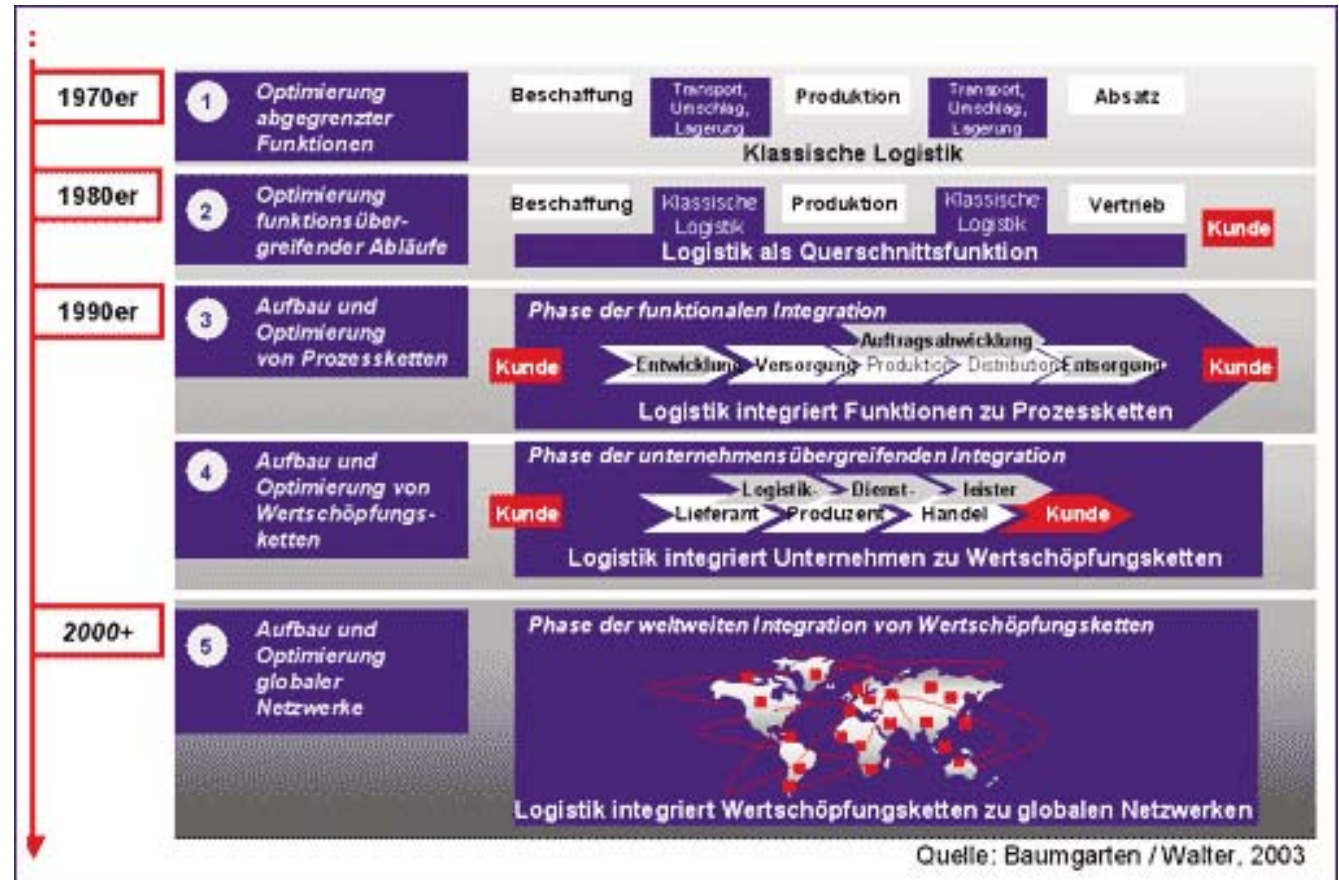 1970er
1
Optimierung
abgegrenzter
Funktionen
Beschaffung
Transport,
Umschlag,
Lagerung
Produktion
Transport,
Umschlag,
Lagerung
Absatz
Klassische Logistik
1980er
2
Optimierung
funktionsüber-
greifender Abläufe
Beschaffung
Klassische
Logistik
Produktion
Klassische
Logistik
Vertrieb
Kunde
Logistik als Querschnittsfunktion
1990er
3
Aufbau und
Optimierung
von Prozessketten
Phase der funktionalen Integration
Auftragsabwicklung
Kunde
Entwicklung
Versorgung
Produktion
Distribution
Entsorgung
Kunde
Logistik integriert Funktionen zu Prozessketten
4
Aufbau und
Optimierung von
Wertschöpfungs-
ketten
Phase der unternehmensübergreifenden Integration
Logistik-
Dienst-
leister
Kunde
Lieferant
Produzent
Handel
Kunde
Logistik integriert Unternehmen zu Wertschöpfungsketten
2000+
5
Aufbau und
Optimierung
globaler
Netzwerke
Phase der weltweiten Integration von Wertschöpfungsketten
Logistik integriert Wertschöpfungsketten zu globalen Netzwerken
Quelle: Baumgarten / Walter, 2003